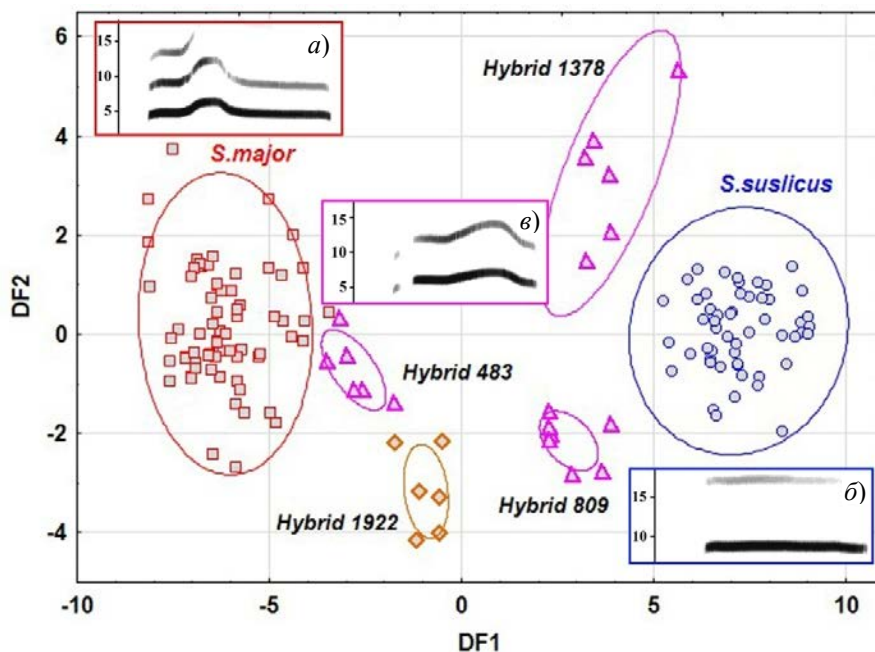 6
4
2
0
-2
-4
DF2
-10
-5
0
5
10
DF1
а)
15
10
5
S.major
Hybrid 1378
S.suslicus
в)
15
10
5
Hybrid 483
Hybrid 1922
Hybrid 809
б)
15
10